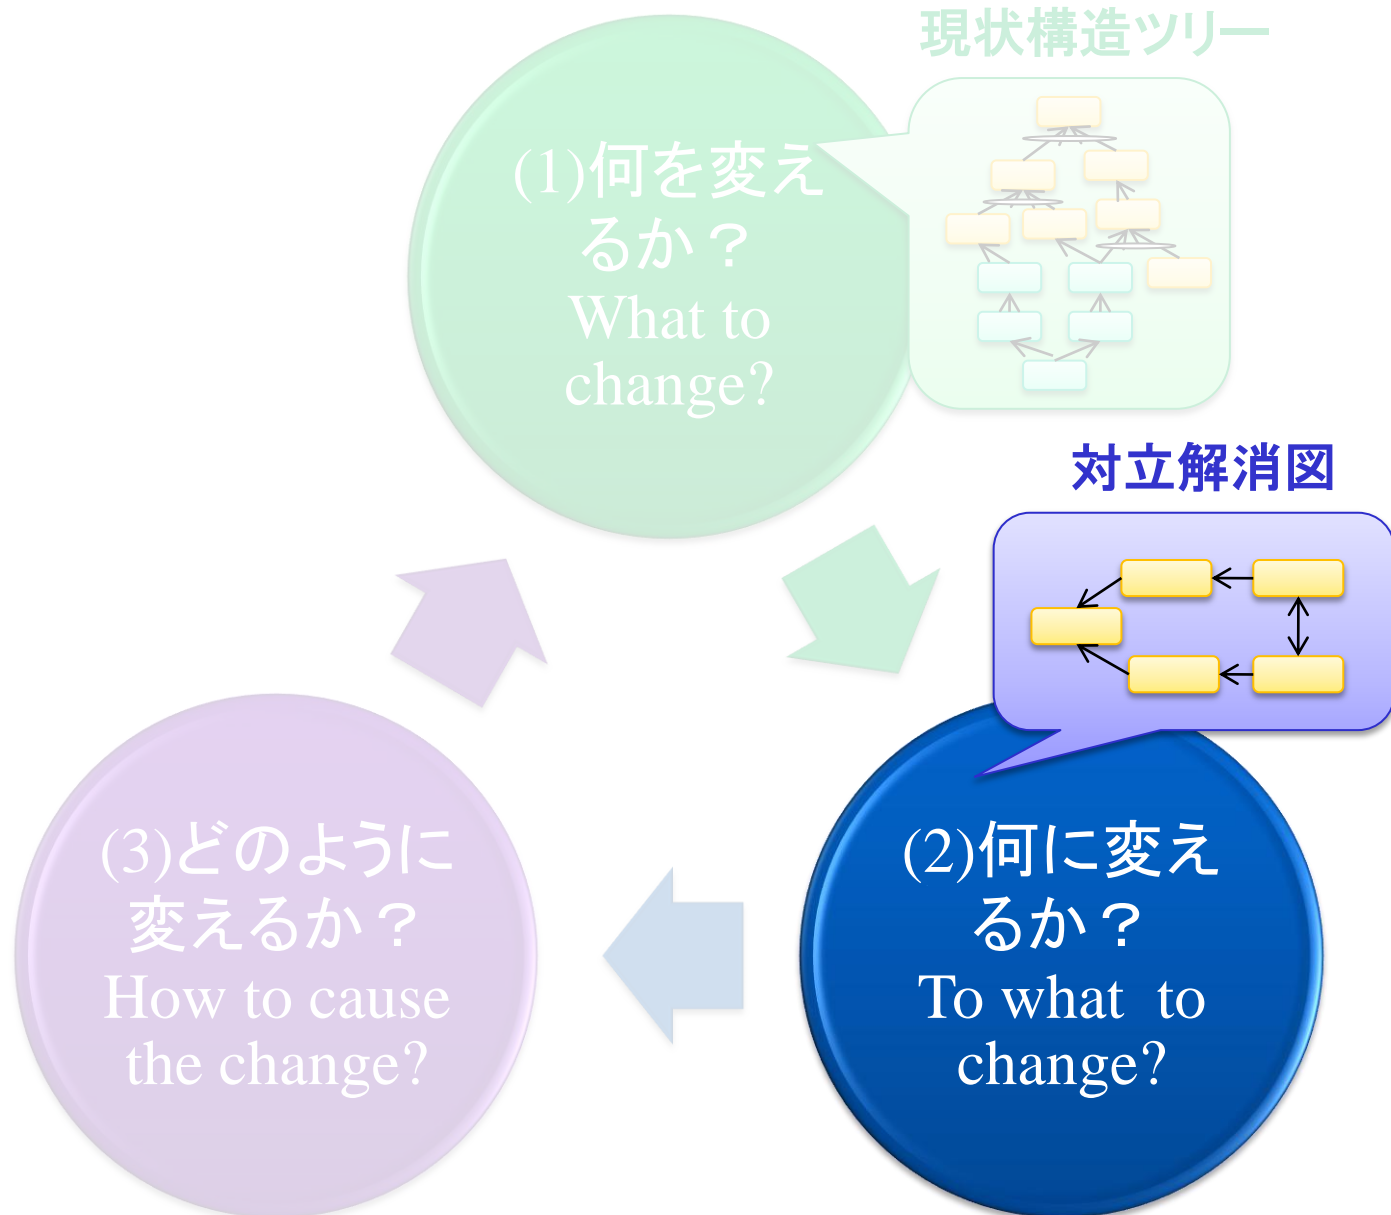 現状構造ツリー
(1)何を変え
るか？
What to
change?
対立解消図
(2)何に変え
るか？
To what  to
change?
(3)どのように
変えるか？
How to cause
the change?